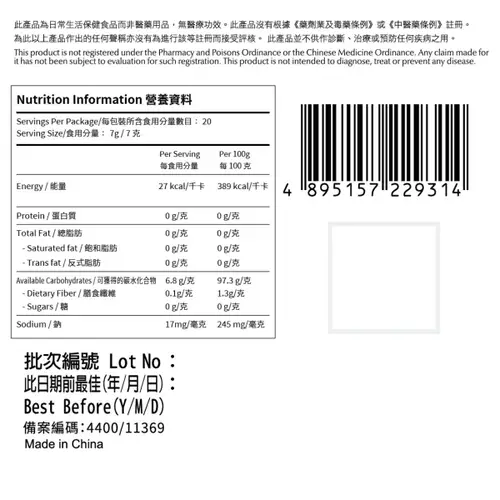 此產品為日常生活保健食品而非醫藥用品，無醫療功效。此產品沒有根據《藥劑業及毒藥條例》或《中醫藥條例》註冊。
為此以上產品作出的任何聲稱亦沒有為進行該等註冊而接受評核。 此產品並不供作診斷、治療或預防任何疾病之用。
This product is not registered under the Pharmacy and Poisons Ordinance or the Chinese Medicine Ordinance. Any claim made for
it has not been subject to evaluation for such registration. This product is not intended to diagnose, treat or prevent any disease.
Nutrition Information 營養資料
Servings Per Package/每包裝所含食用分量數目： 20
Serving Size/食用分量： 7g / 7 克
Per Serving Per 100g
每食用分量 每 100 克
Energy / 能量 27 kcal/千卡 389 kcal/千卡
Protein / 蛋白質 0 g/克 0 g/克
Total Fat / 總脂肪 0 g/克 0 g/克
- Saturated fat / 飽和脂肪 0 g/克 0 g/克
- Trans fat / 反式脂肪 0 g/克 0 g/克
Available Carbohydrates / 可獲得的碳水化合物 6.8 g/克 97.3 g/克
- Dietary Fiber / 膳食纖維 0.1g/克 1.3g/克
- Sugars / 糖 0 g/克 0 g/克
Sodium / 鈉 17mg/毫克 245 mg/毫克
4 895157 229314
批次編號 Lot No：
此日期前最佳(年/月/日)：
Best Before(Y/M/D)
備案編碼:4400/11369
Made in China